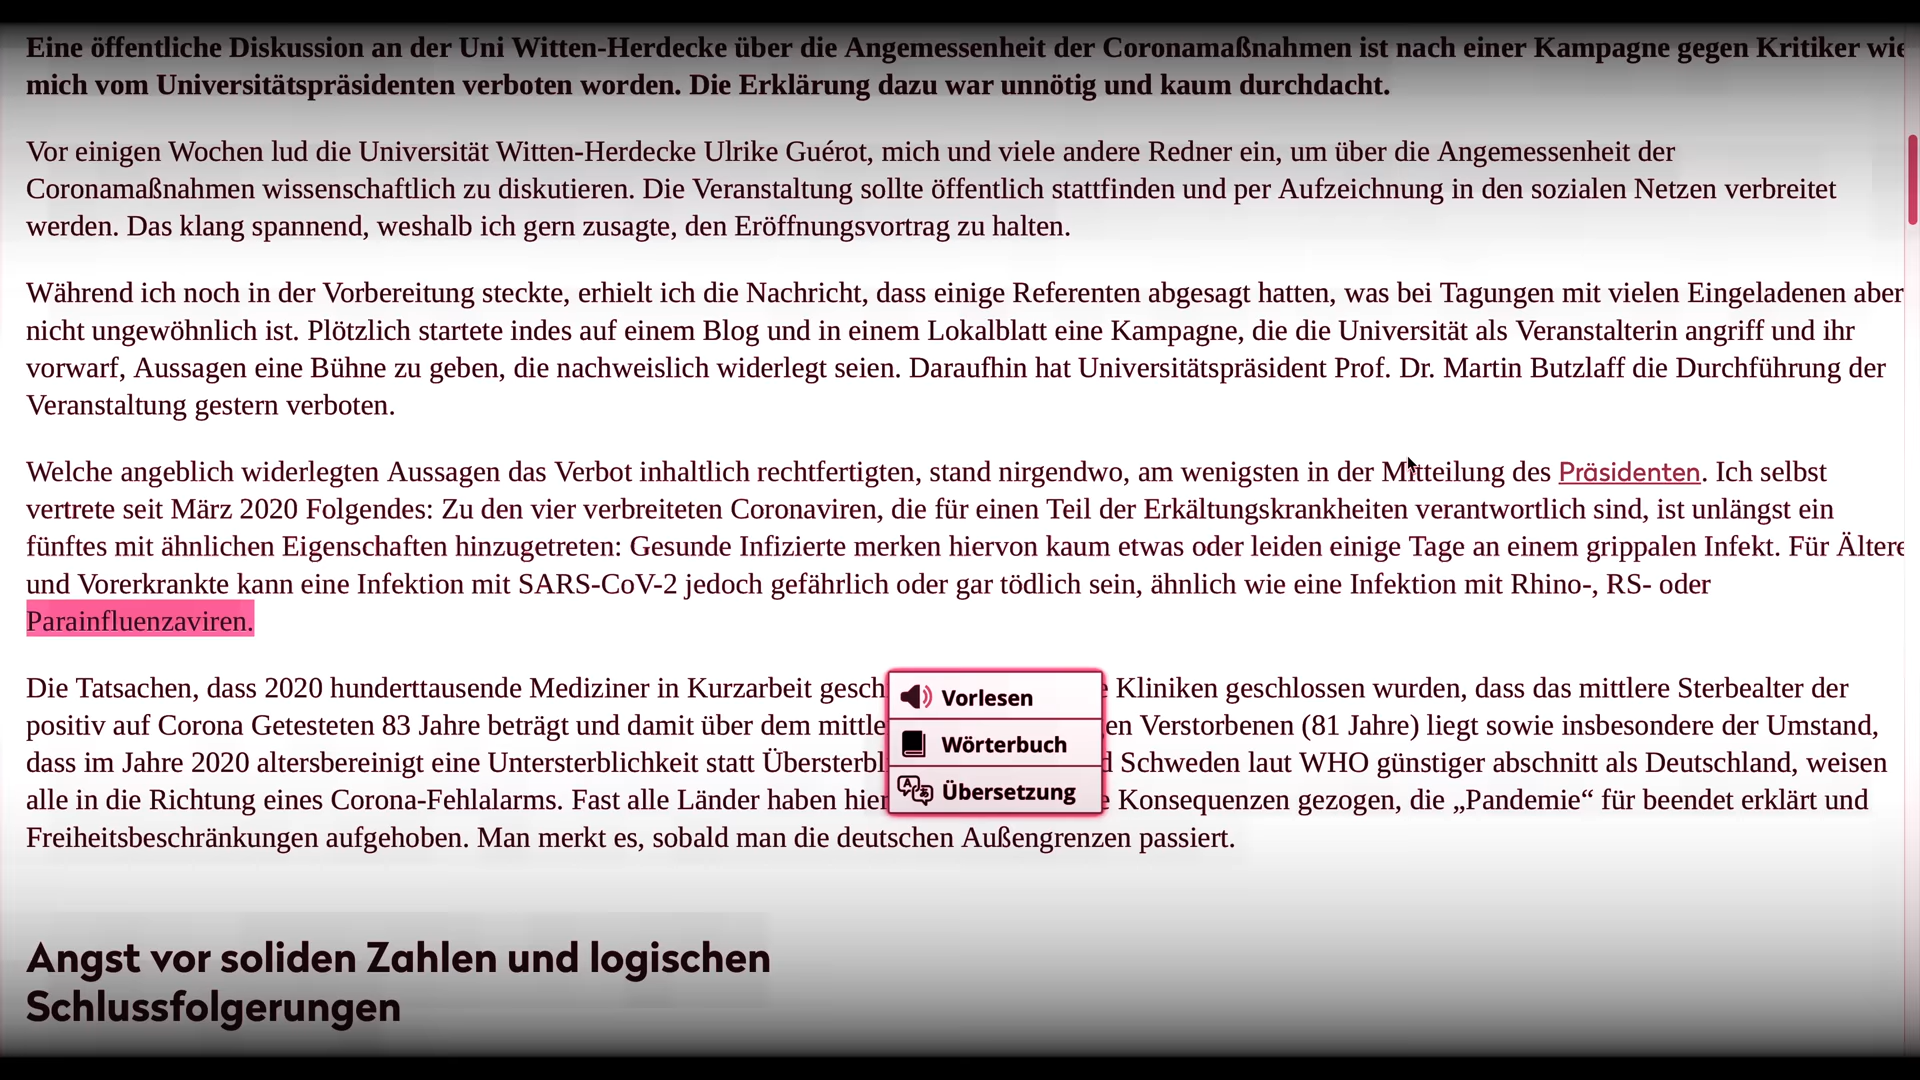 Eine öffentliche Diskussion an der Uni Witten-Herdecke über die Angemessenheit der Coronamaßnahmen ist nach einer Kampagne gegen Kritiker wie
mich vom Universitätspräsidenten verboten worden. Die Erklärung dazu war unnötig und kaum durchdacht.
Vor einigen Wochen lud die Universität Witten-Herdecke Ulrike Guérot, mich und viele andere Redner ein, um über die Angemessenheit der
Coronamaßnahmen wissenschaftlich zu diskutieren. Die Veranstaltung sollte öffentlich stattfinden und per Aufzeichnung in den sozialen Netzen verbreitet
werden. Das klang spannend, weshalb ich gern zusagte, den Eröffnungsvortrag zu halten.
Während ich noch in der Vorbereitung steckte, erhielt ich die Nachricht, dass einige Referenten abgesagt hatten, was bei Tagungen mit vielen Eingeladenen aber
nicht ungewöhnlich ist. Plötzlich startete indes auf einem Blog und in einem Lokalblatt eine Kampagne, die die Universität als Veranstalterin angriff und ihr
vorwarf, Aussagen eine Bühne zu geben, die nachweislich widerlegt seien. Daraufhin hat Universitätspräsident Prof. Dr. Martin Butzlaff die Durchführung der
Veranstaltung gestern verboten.
Welche angeblich widerlegten Aussagen das Verbot inhaltlich rechtfertigten, stand nirgendwo, am wenigsten in der Mitteilung des Präsidenten. Ich selbst
vertrete seit März 2020 Folgendes: Zu den vier verbreiteten Coronaviren, die für einen Teil der Erkältungskrankheiten verantwortlich sind, ist unlängst ein
fünftes mit ähnlichen Eigenschaften hinzugetreten: Gesunde Infizierte merken hiervon kaum etwas oder leiden einige Tage an einem grippalen Infekt. Für Ältere
und Vorerkrankte kann eine Infektion mit SARS-CoV-2 jedoch gefährlich oder gar tödlich sein, ähnlich wie eine Infektion mit Rhino-, RS- oder
Parainfluenzaviren.
Die Tatsachen, dass 2020 hunderttausende Mediziner in Kurzarbeit Kliniken geschlossen wurden, dass das mittlere Sterbealter der
positiv auf Corona Getesteten 83 Jahre beträgt und damit über dem Verstorbenen (81 Jahre) liegt sowie insbesondere der Umstand,
dass im Jahre 2020 altersbereinigt eine Untersterblichkeit statt Schweden laut WHO günstiger abschnitt als Deutschland, weisen
alle in die Richtung eines Corona-Fehlalarms. Fast alle Länder haben Konsequenzen gezogen, die „Pandemie“ für beendet erklärt und
Freiheitsbeschränkungen aufgehoben. Man merkt es, sobald man die deutschen Außengrenzen passiert.
Vorlesen
Wörterbuch
Übersetzung
Angst vor soliden Zahlen und logischen
Schlussfolgerungen